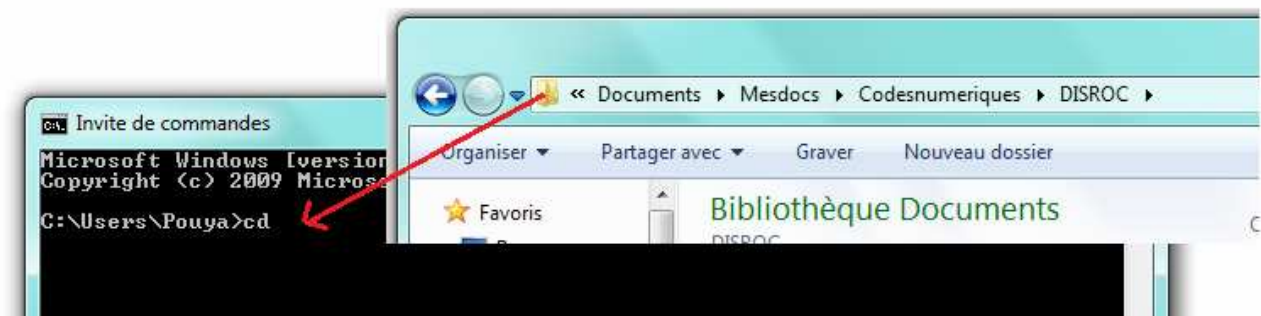 « Documents ▸ Mesdocs ▸ Codesnumeriques ▸ DISROC ▸
Organiser ▾ Partager avec ▾ Graver Nouveau dossier
Favoris
Bibliothèque Documents
DISROC
Invite de commandes
Microsoft Windows [version
Copyright (c) 2009 Micros
C:\Users\Pouya>cd